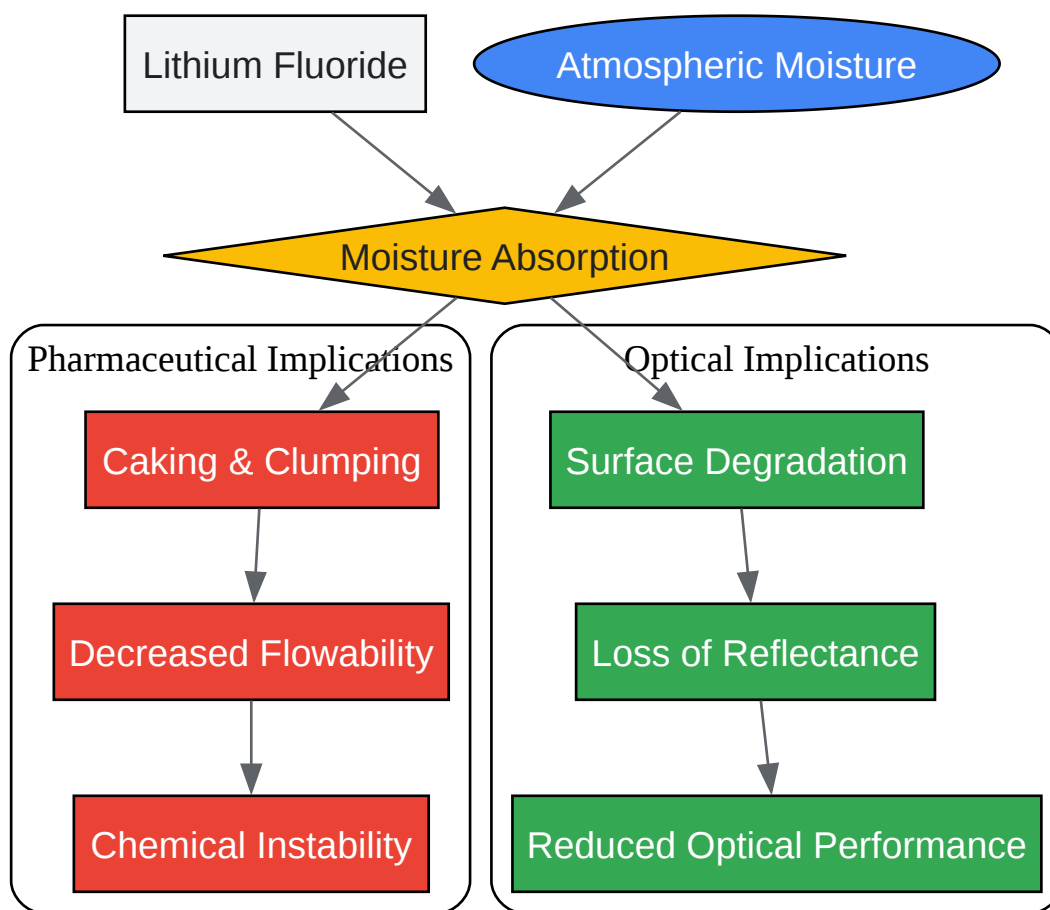 Lithium Fluoride
Atmospheric Moisture
Moisture Absorption
Pharmaceutical Implications
Caking & Clumping
Decreased Flowability
Chemical Instability
Optical Implications
Surface Degradation
Loss of Reflectance
Reduced Optical Performance